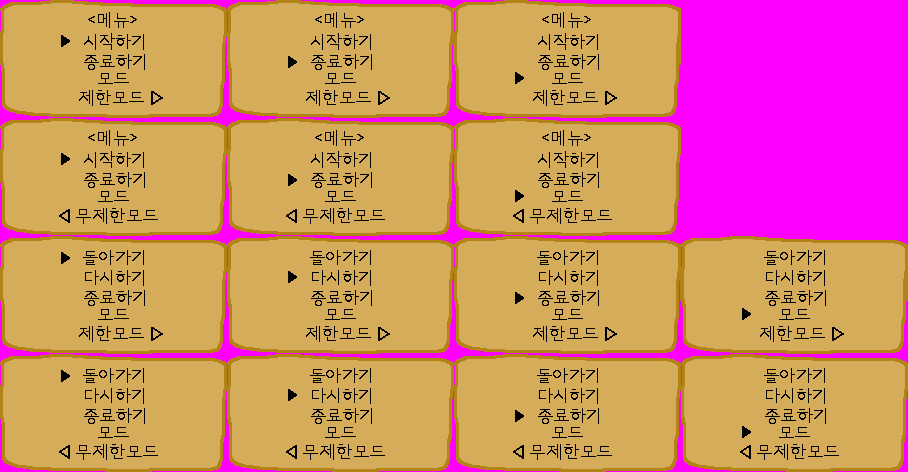 <메뉴> <메뉴> <메뉴>
▶ 시작하기 시작하기 시작하기
종료하기 ▶ 종료하기 종료하기
모드 모드 ▶ 모드
제한모드 ▷ 제한모드 ▷ 제한모드 ▷
<메뉴> <메뉴> <메뉴>
▶ 시작하기 시작하기 시작하기
종료하기 ▶ 종료하기 종료하기
모드 모드 ▶ 모드
◁ 무제한모드 ◁ 무제한모드 ◁ 무제한모드
▶ 돌아가기 돌아가기 돌아가기 돌아가기
다시하기 ▶ 다시하기 다시하기 다시하기
종료하기 종료하기 ▶ 종료하기 종료하기
모드 모드 모드 ▶ 모드
제한모드 ▷ 제한모드 ▷ 제한모드 ▷ 제한모드 ▷
▶ 돌아가기 돌아가기 돌아가기 돌아가기
다시하기 ▶ 다시하기 다시하기 다시하기
종료하기 종료하기 ▶ 종료하기 종료하기
모드 모드 모드 ▶ 모드
◁ 무제한모드 ◁ 무제한모드 ◁ 무제한모드 ◁ 무제한모드